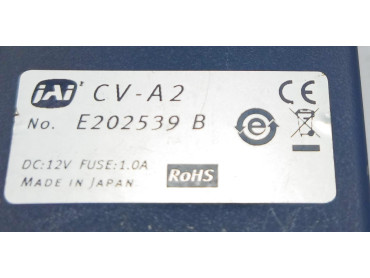 JAi' CV-A2
No. E202539 B
DC:12V FUSE:1.0A
MADE IN JAPAN
RoHS
CE
e